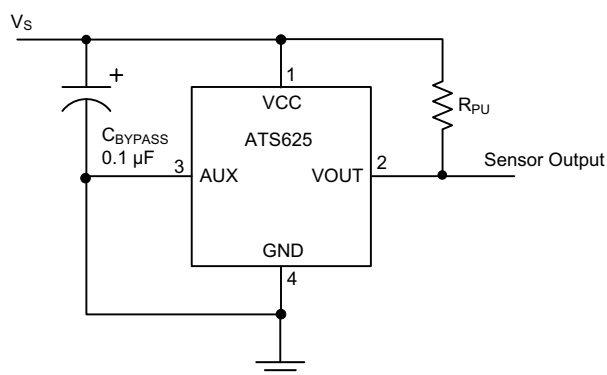 VS
+
1
VCC
RPU
CBYPASS
0.1 µF
ATS625
3
AUX
VOUT
2
Sensor Output
GND
4